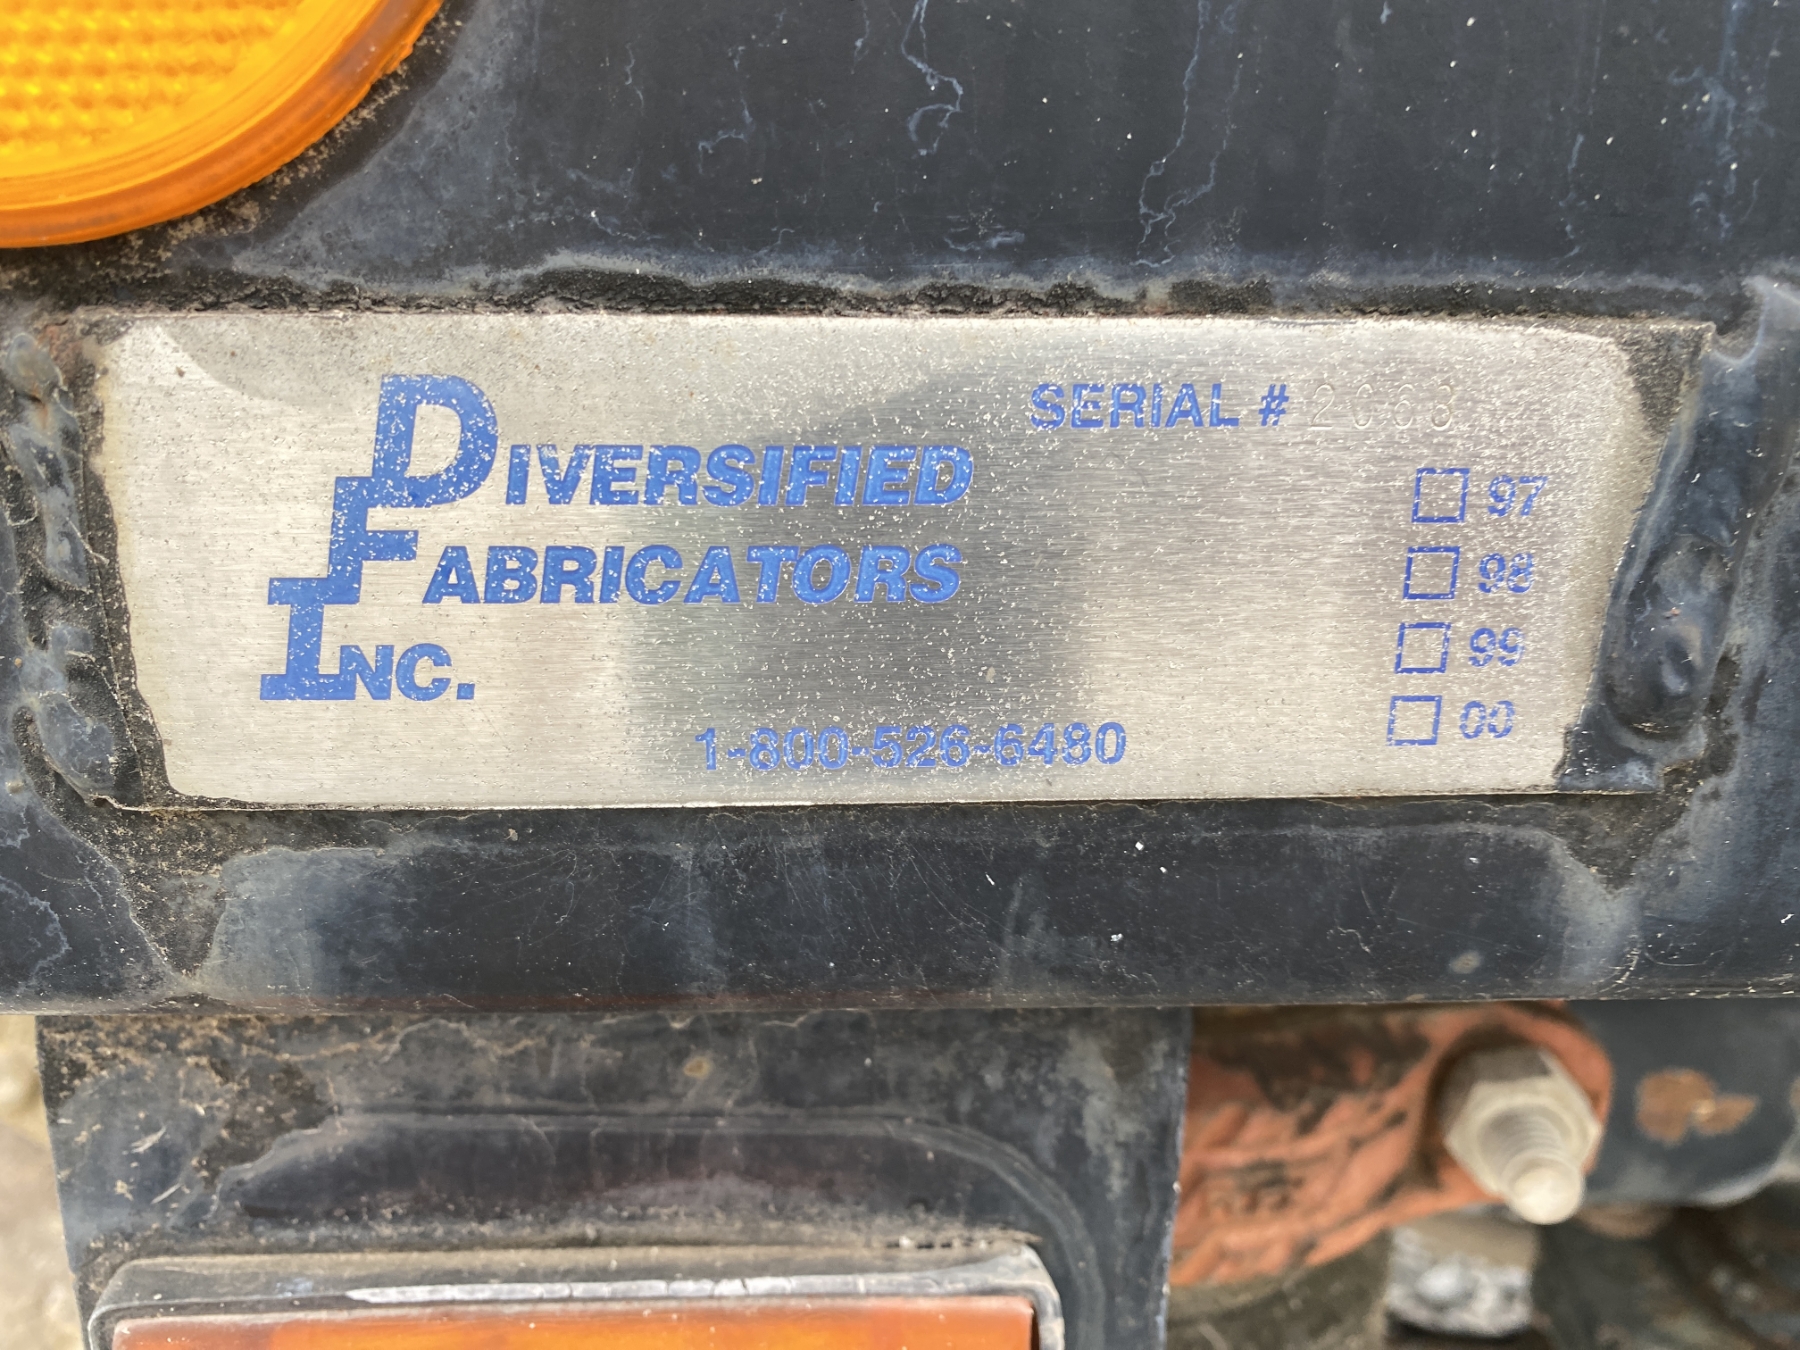 DIVERSIFIED
FABRICATORS
INC.
1-800-526-6480
SERIAL #
97
98
99
00